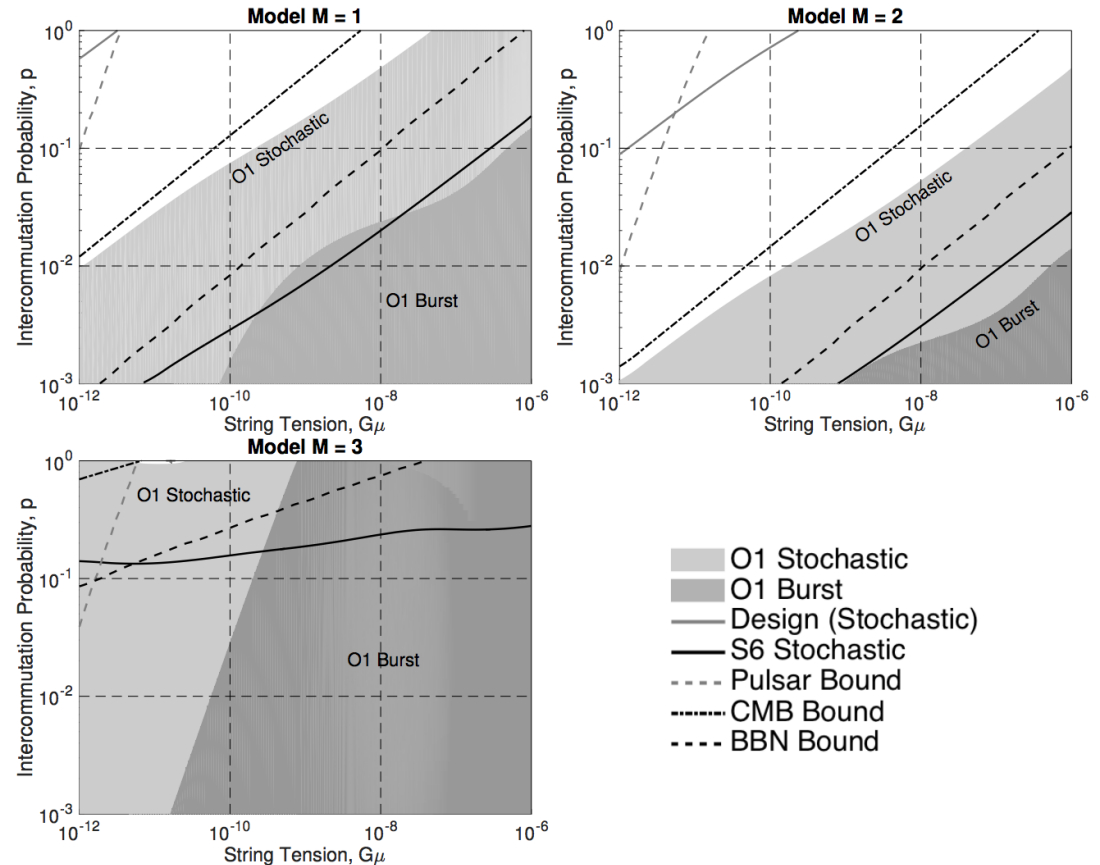 Model M = 1
Intercommutation Probability, p
10^0
10^-1
10^-2
10^-3
O1 Stochastic
O1 Burst
10^-12
10^-10
10^-8
10^-6
String Tension, Gμ
Model M = 2
Intercommutation Probability, p
10^0
10^-1
10^-2
10^-3
O1 Stochastic
O1 Burst
10^-12
10^-10
10^-8
10^-6
String Tension, Gμ
Model M = 3
Intercommutation Probability, p
10^0
10^-1
10^-2
10^-3
O1 Stochastic
O1 Burst
10^-12
10^-10
10^-8
10^-6
String Tension, Gμ
O1 Stochastic
O1 Burst
Design (Stochastic)
S6 Stochastic
Pulsar Bound
CMB Bound
BBN Bound